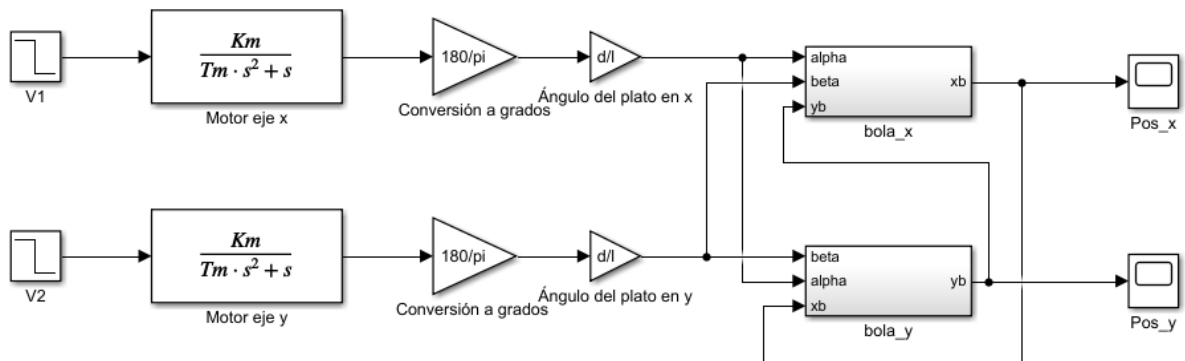 V1
Km
Tm · s² + s
Motor eje x
180/pi
Conversión a grados
d/l
Ángulo del plato en x
alpha
beta
yb
xb
bola_x
Pos_x
V2
Km
Tm · s² + s
Motor eje y
180/pi
Conversión a grados
d/l
Ángulo del plato en y
beta
alpha
xb
yb
bola_y
Pos_y